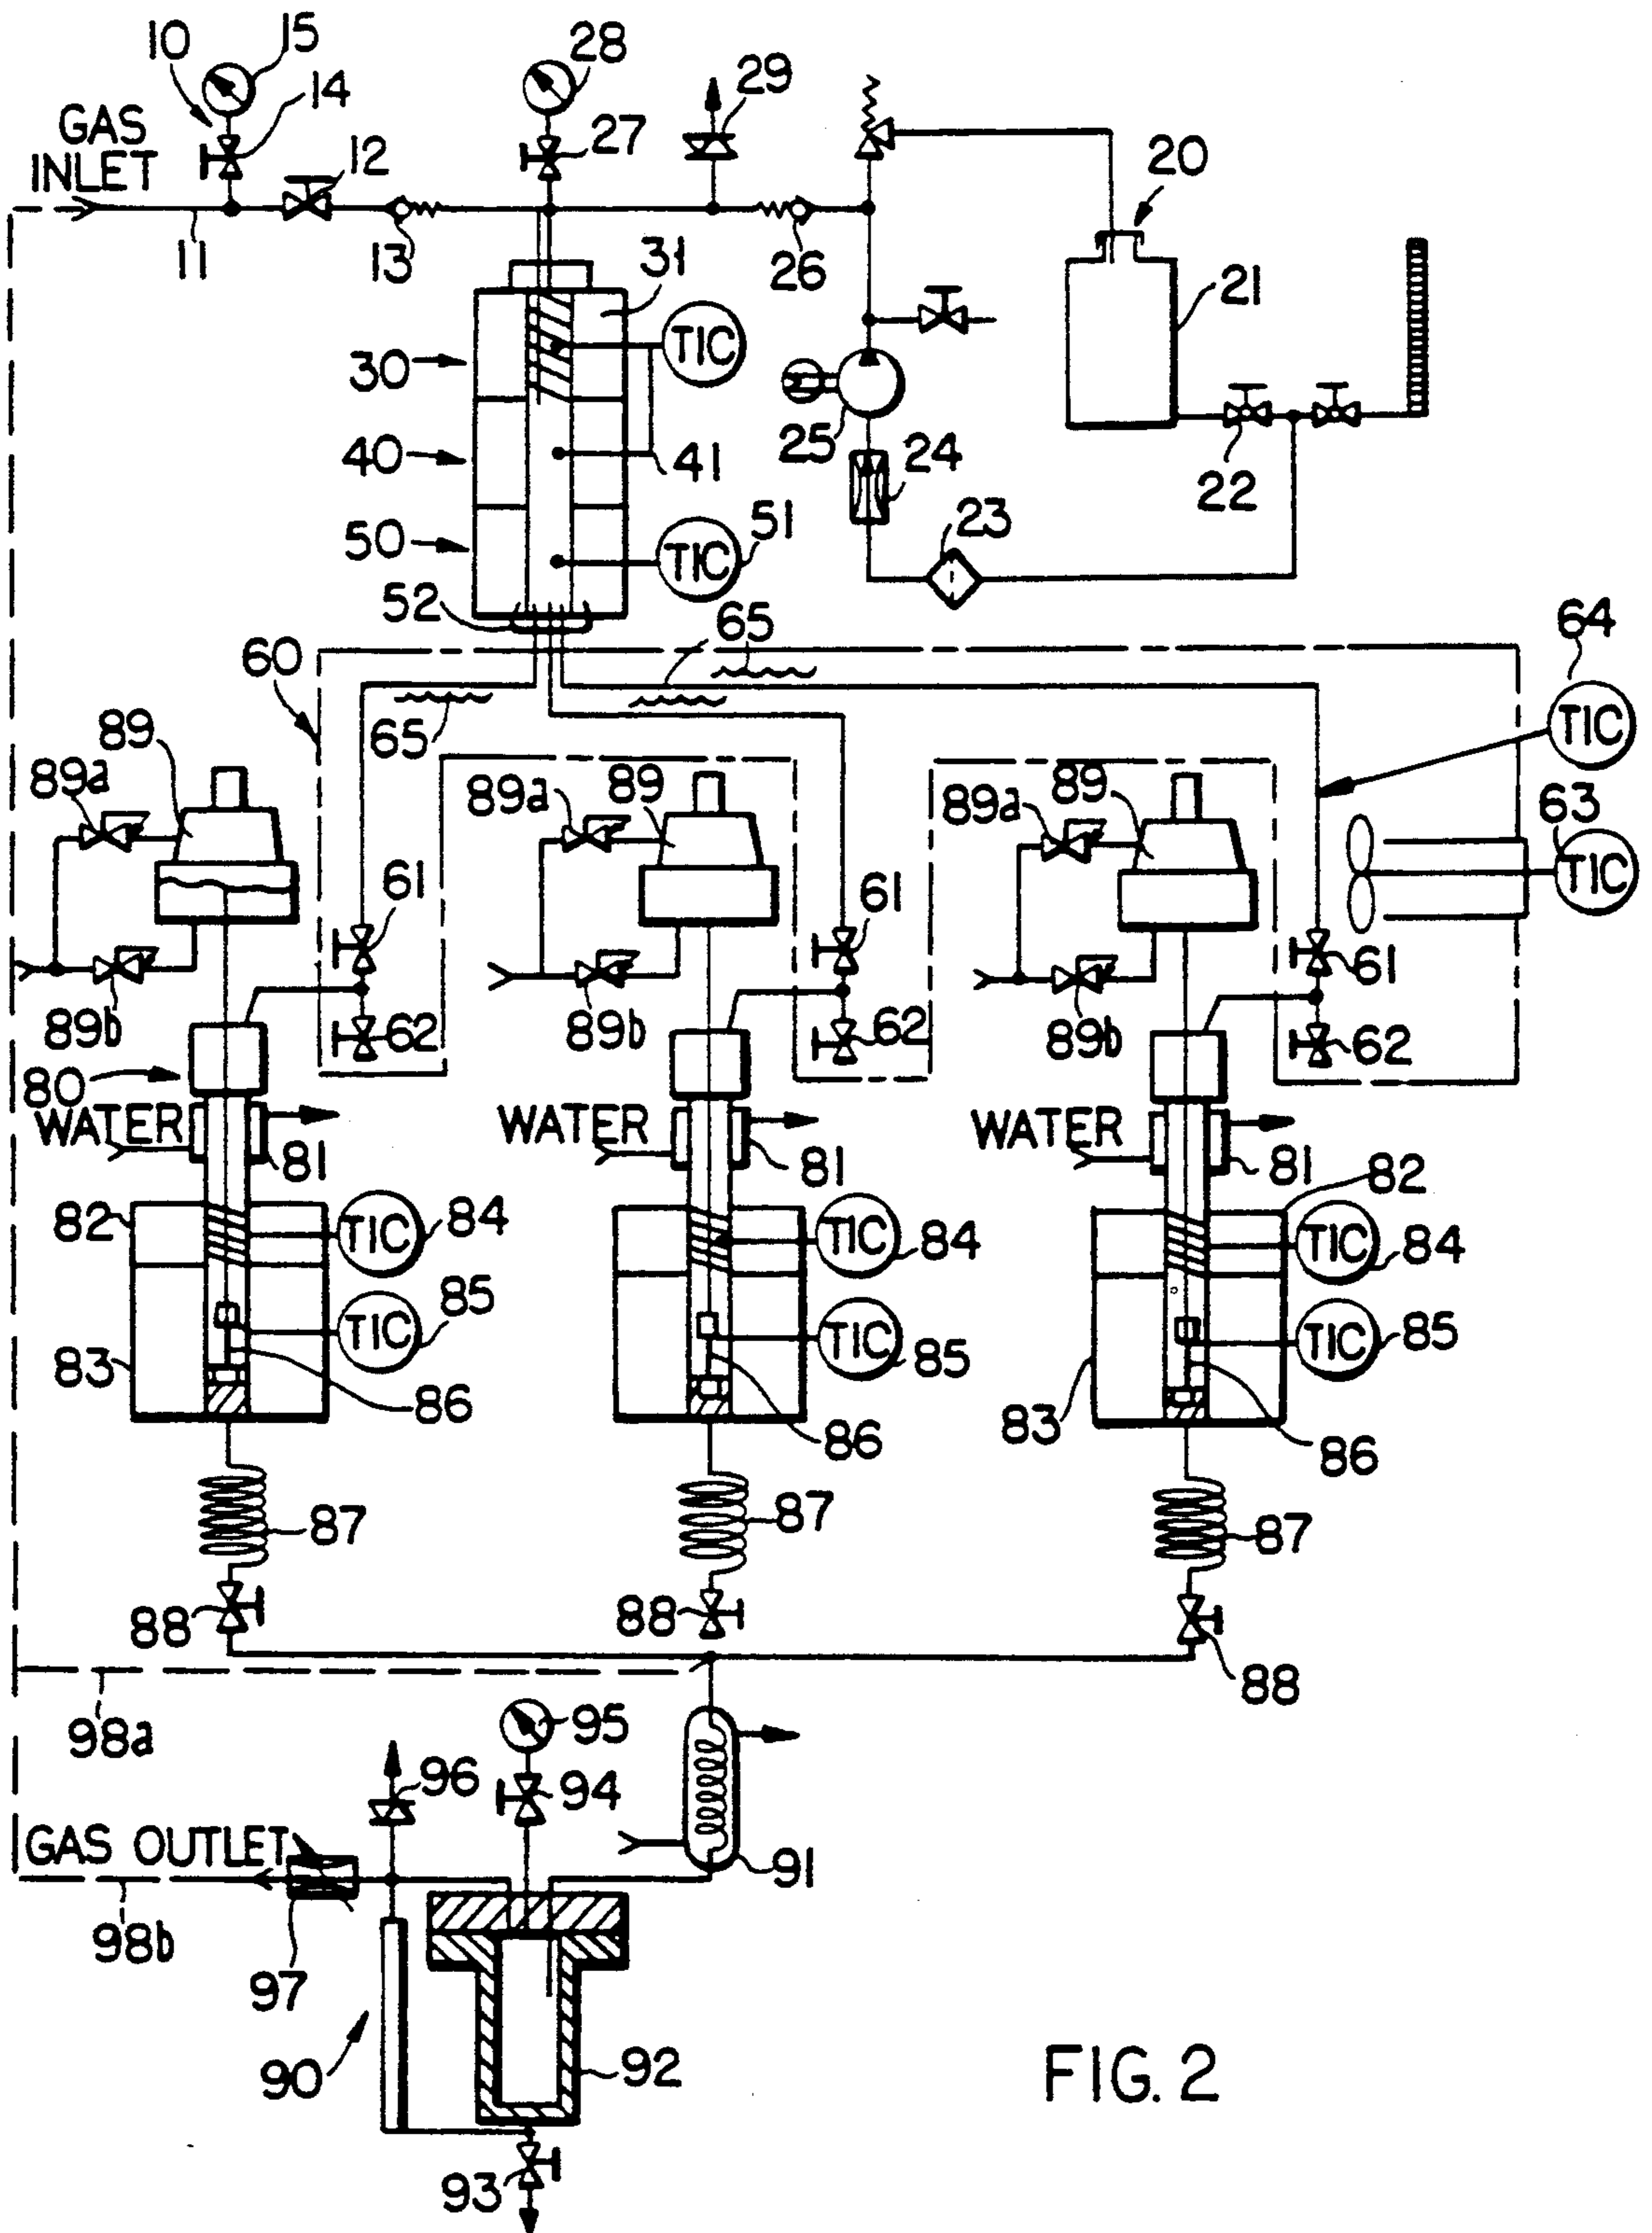 10
15
28
29
14
GAS
INLET
12
27
20
11
13
26
31
21
TIC
30
25
24
22
40
41
23
50
TIC
51
52
65
64
60
TIC
65
89
89a
89a
89
89a
89
63
TIC
61
61
61
89b
89b
89b
62
62
62
80
WATER
WATER
WATER
81
81
81
82
82
TIC
84
TIC
84
TIC
84
85
TIC
TIC
85
TIC
85
83
86
86
83
86
87
87
87
88
88
88
98a
95
96
94
GAS OUTLET
91
98b
97
90
92
93
FIG. 2